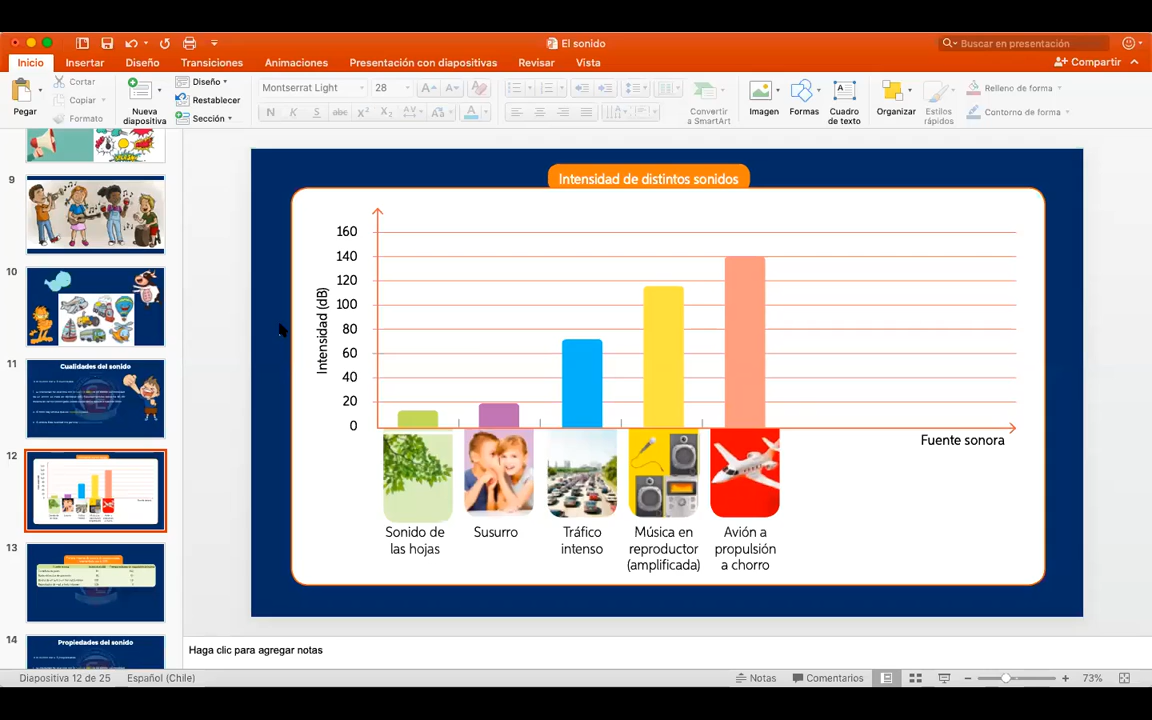 El sonido
Buscar en presentación
Inicio
Insertar
Diseño
Transiciones
Animaciones
Presentación con diapositivas
Revisar
Vista
Compartir
Pegar
Cortar
Copiar
Formato
Nueva
diapositiva
Diseño
Restablecer
Sección
Montserrat Light
28
Convertir
a SmartArt
Imagen
Formas
Cuadro
de texto
Organizar
Estilos
rápidos
Relleno de forma
Contorno de forma
9
10
11
Cualidades del sonido
12
13
14
Propiedades del sonido
Intensidad de distintos sonidos
Intensidad (dB)
160
140
120
100
80
60
40
20
0
Fuente sonora
Sonido de
las hojas
Susurro
Tráfico
intenso
Música en
reproductor
(amplificada)
Avión a
propulsión
a chorro
Haga clic para agregar notas
Diapositiva 12 de 25
Español (Chile)
Notas
Comentarios
73%